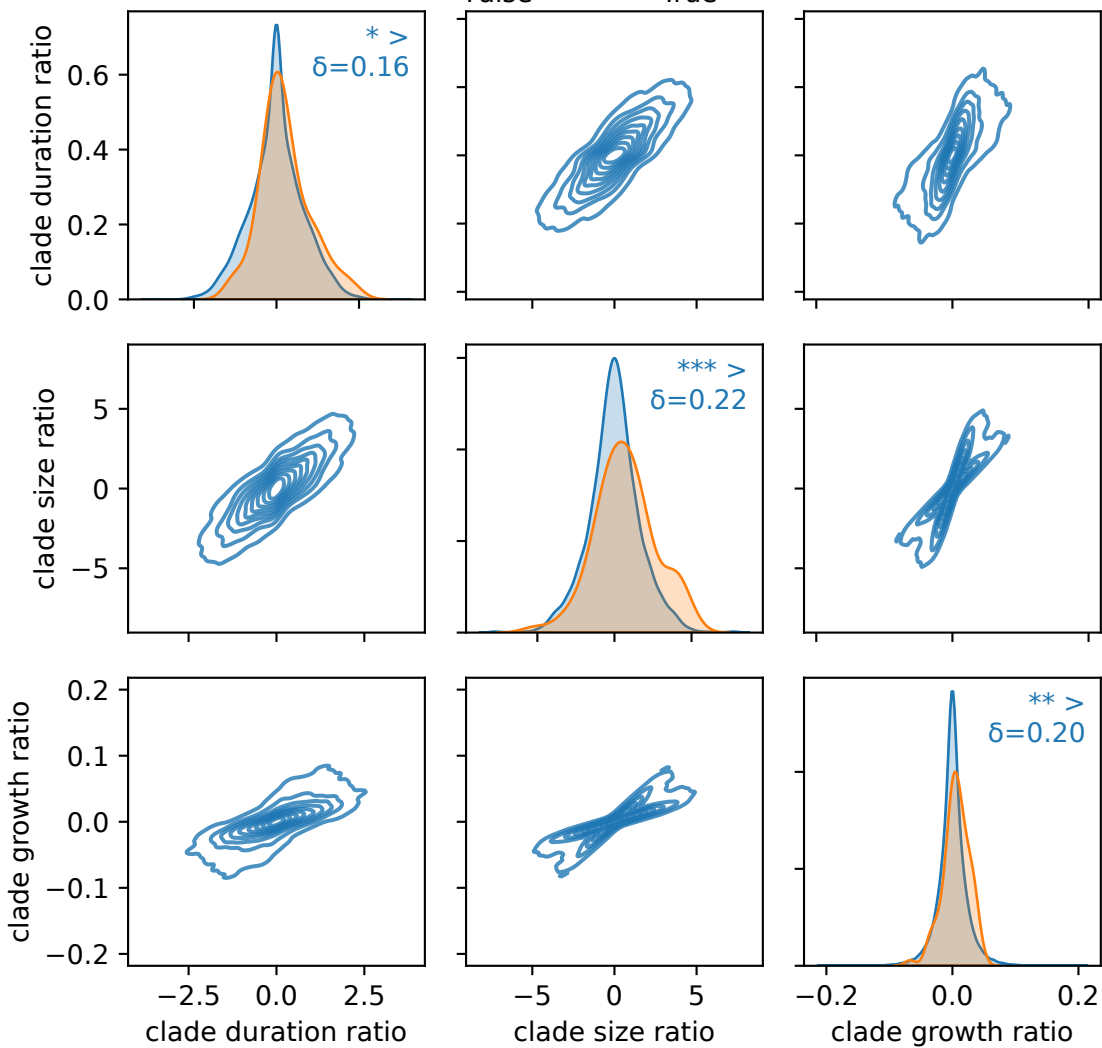 True
clade duration ratio
0.6
0.4
0.2
0.0
* >
δ=0.16
clade size ratio
5
0
−5
*** >
δ=0.22
clade growth ratio
0.2
0.1
0.0
−0.1
−0.2
** >
δ=0.20
−2.5 0.0 2.5
−5 0 5
−0.2 0.0 0.2
clade duration ratio
clade size ratio
clade growth ratio